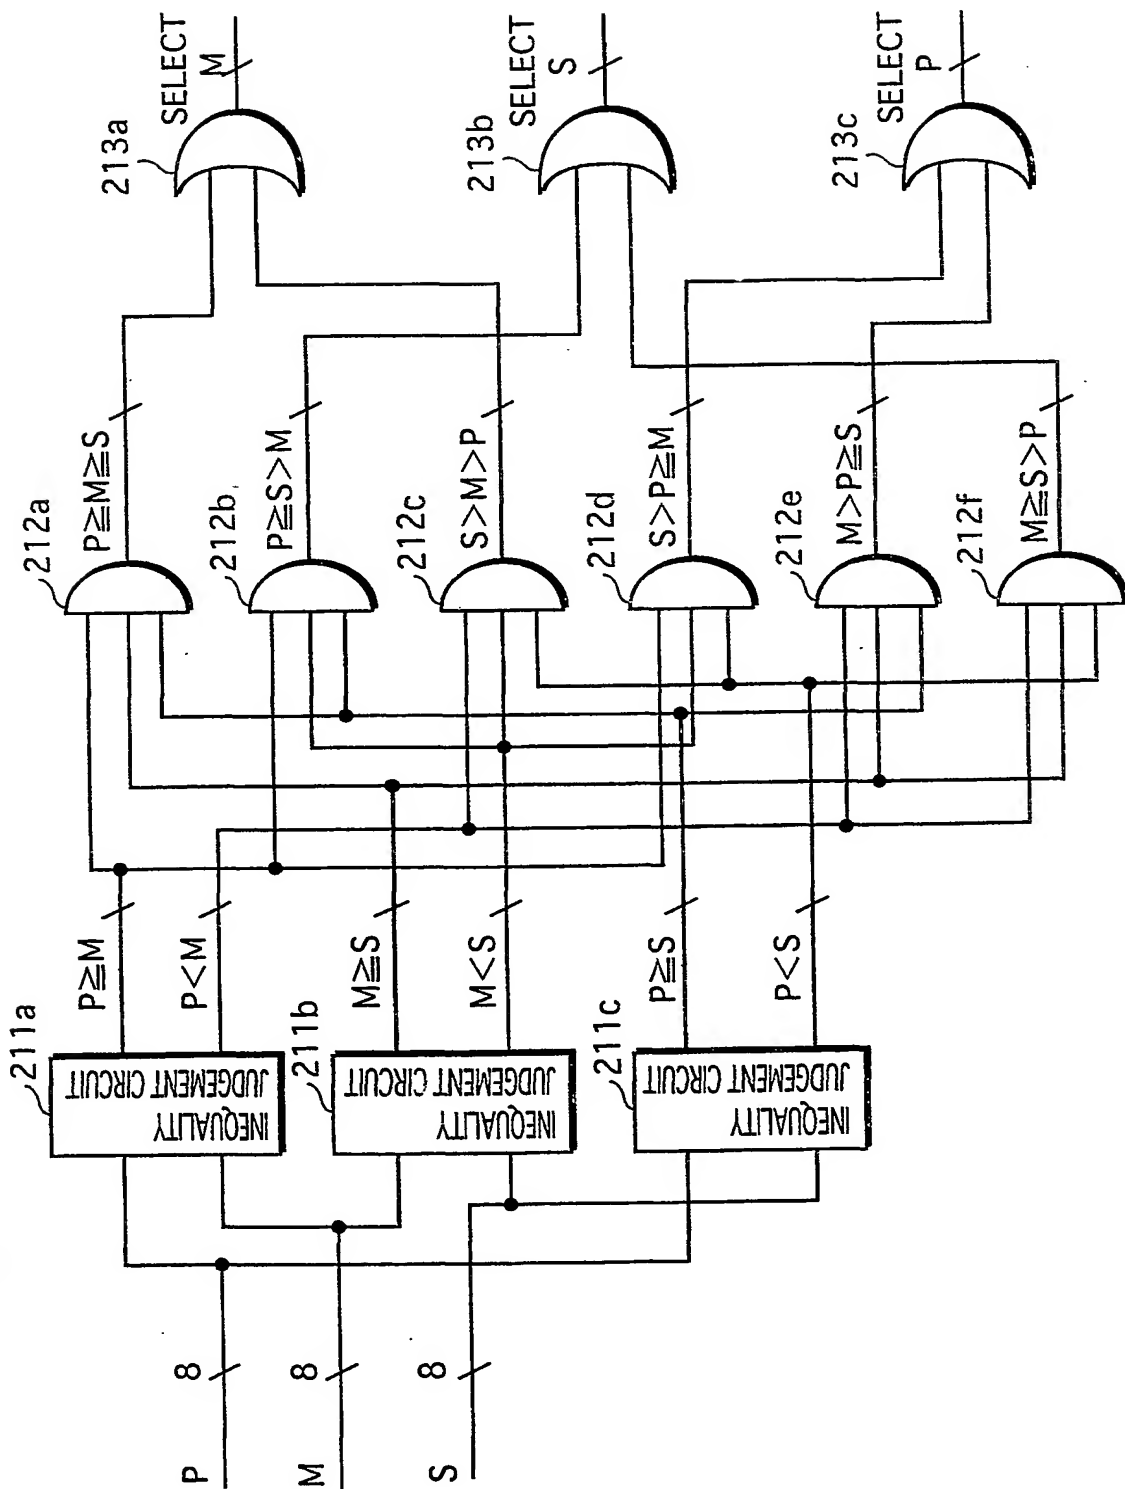 P
8
M
8
S
8
211a
INEQUALITY
JUDGEMENT CIRCUIT
211b
INEQUALITY
JUDGEMENT CIRCUIT
211c
INEQUALITY
JUDGEMENT CIRCUIT
P≧M
P<M
M≧S
M<S
P≧S
P<S
212a
P≧M≧S
212b
P≧S>M
212c
S>M>P
212d
S>P≧M
212e
M>P≧S
212f
M≧S>P
213a
SELECT
M
213b
SELECT
S
213c
SELECT
P